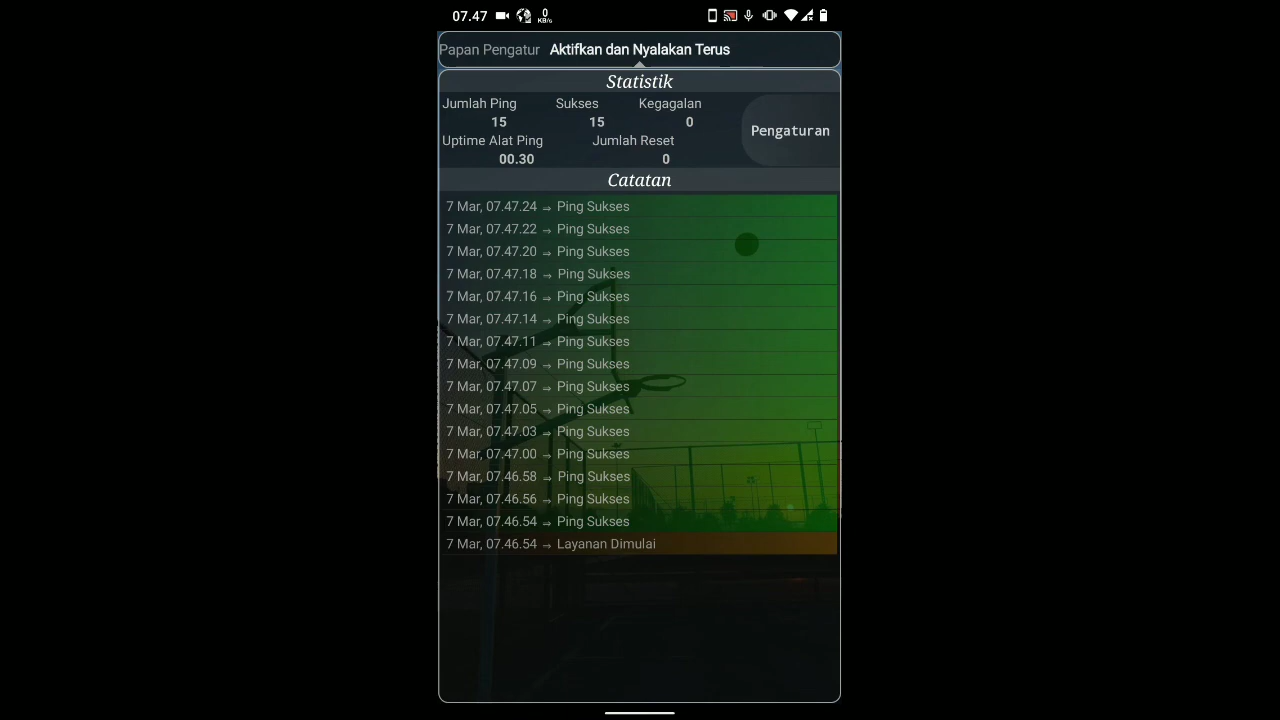 07.47 0 KB/s
Papan Pengatur Aktifkan dan Nyalakan Terus
Statistik
Jumlah Ping Sukses Kegagalan
15 15 0
Pengaturan
Uptime Alat Ping Jumlah Reset
00.30 0
Catatan
7 Mar, 07.47.24 ⇒ Ping Sukses
7 Mar, 07.47.22 ⇒ Ping Sukses
7 Mar, 07.47.20 ⇒ Ping Sukses
7 Mar, 07.47.18 ⇒ Ping Sukses
7 Mar, 07.47.16 ⇒ Ping Sukses
7 Mar, 07.47.14 ⇒ Ping Sukses
7 Mar, 07.47.11 ⇒ Ping Sukses
7 Mar, 07.47.09 ⇒ Ping Sukses
7 Mar, 07.47.07 ⇒ Ping Sukses
7 Mar, 07.47.05 ⇒ Ping Sukses
7 Mar, 07.47.03 ⇒ Ping Sukses
7 Mar, 07.47.00 ⇒ Ping Sukses
7 Mar, 07.46.58 ⇒ Ping Sukses
7 Mar, 07.46.56 ⇒ Ping Sukses
7 Mar, 07.46.54 ⇒ Ping Sukses
7 Mar, 07.46.54 ⇒ Layanan Dimulai